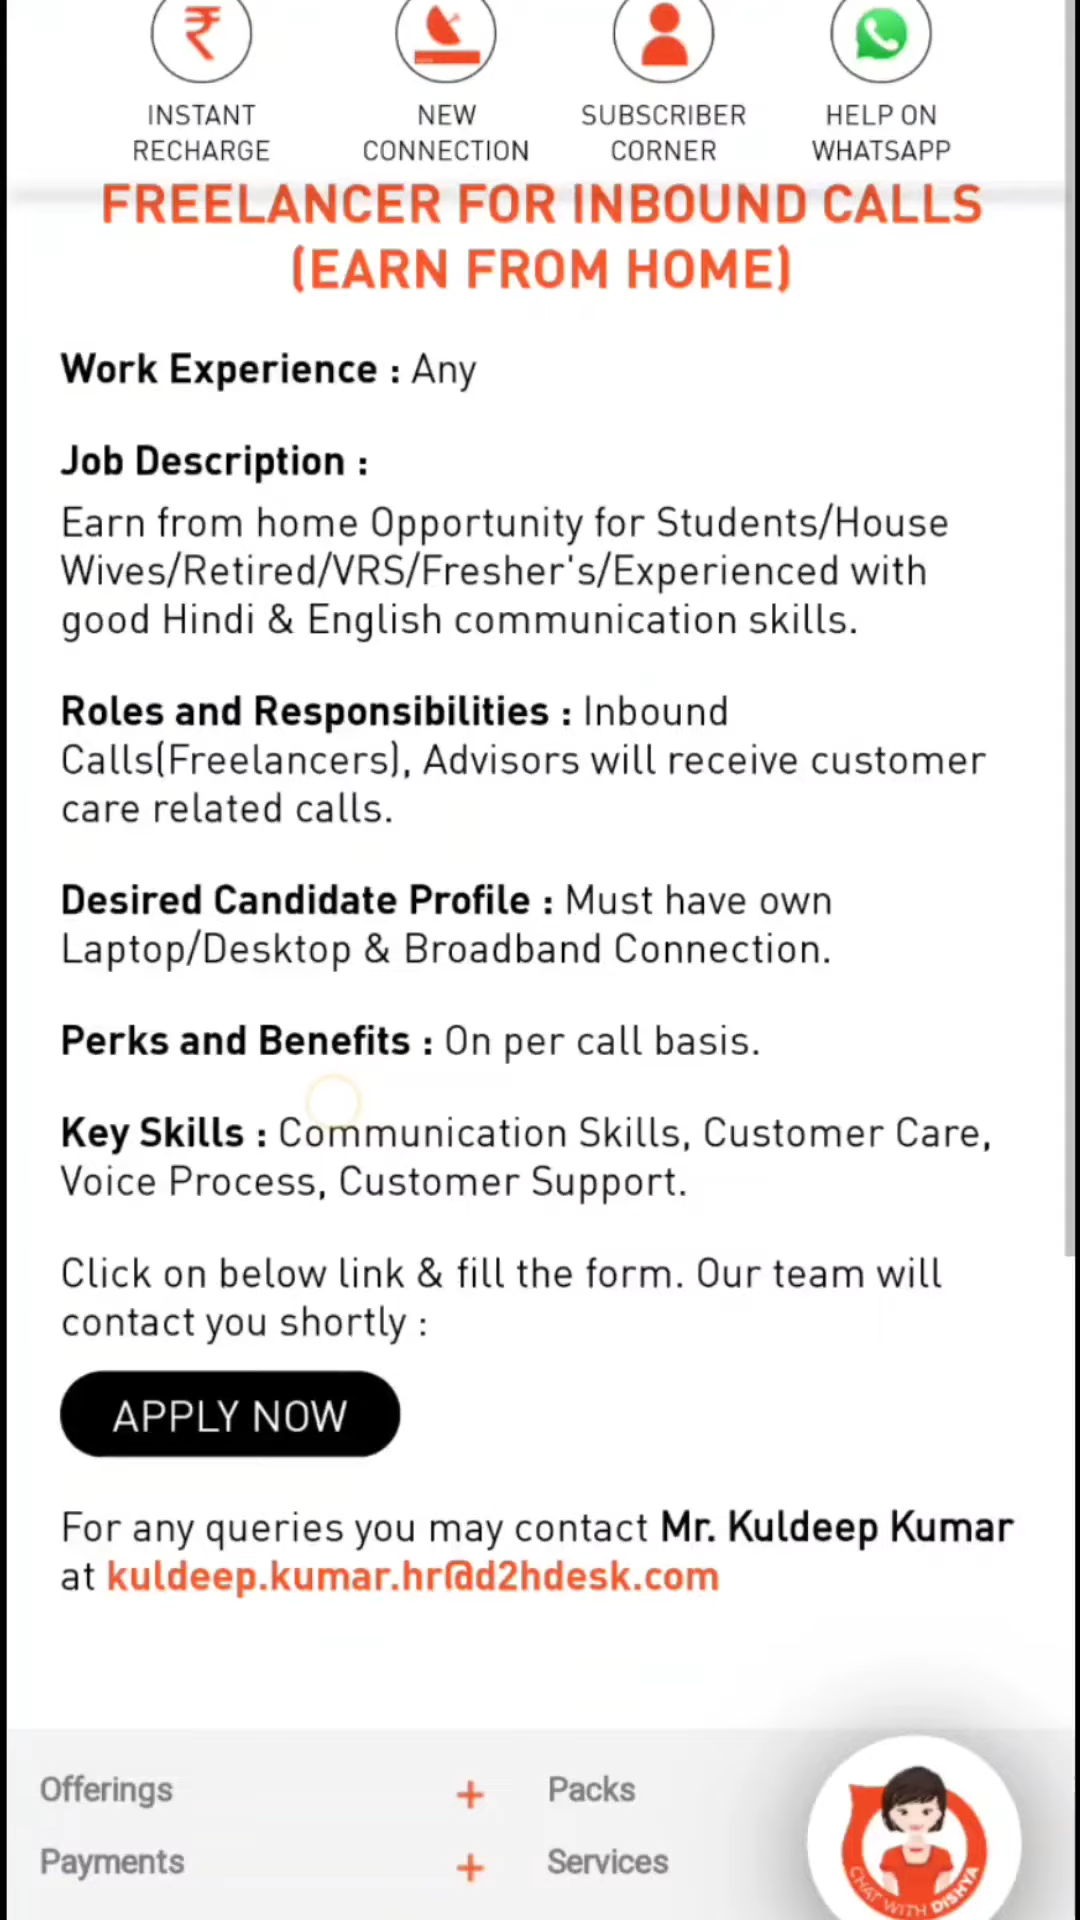 INSTANT RECHARGE
NEW CONNECTION
SUBSCRIBER CORNER
HELP ON WHATSAPP
FREELANCER FOR INBOUND CALLS
(EARN FROM HOME)
Work Experience : Any
Job Description :
Earn from home Opportunity for Students/House
Wives/Retired/VRS/Fresher's/Experienced with
good Hindi & English communication skills.
Roles and Responsibilities : Inbound
Calls(Freelancers), Advisors will receive customer
care related calls.
Desired Candidate Profile : Must have own
Laptop/Desktop & Broadband Connection.
Perks and Benefits : On per call basis.
Key Skills : Communication Skills, Customer Care,
Voice Process, Customer Support.
Click on below link & fill the form. Our team will
contact you shortly :
APPLY NOW
For any queries you may contact Mr. Kuldeep Kumar
at kuldeep.kumar.hr@d2hdesk.com
Offerings + Packs
Payments + Services
CHAT WITH DISHYA